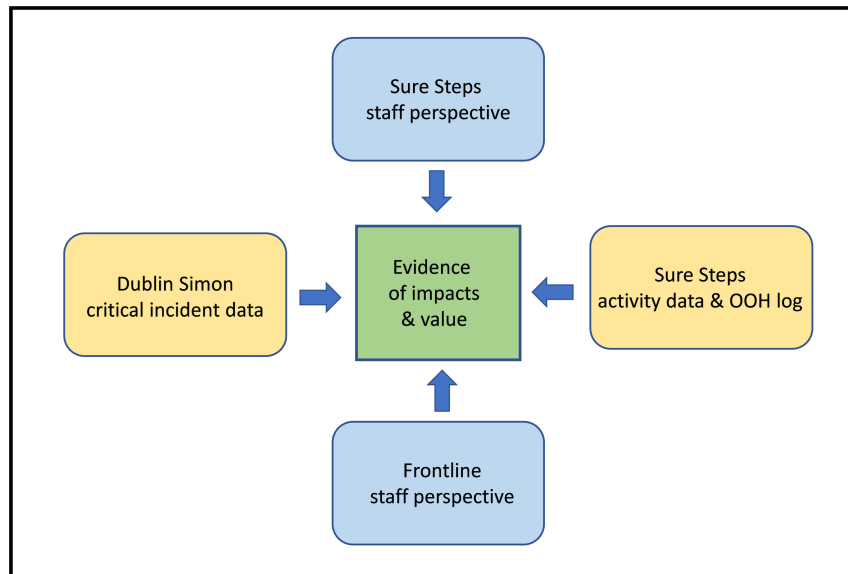 Sure Steps
staff perspective
Dublin Simon
critical incident data
Evidence
of impacts
& value
Sure Steps
activity data & OOH log
Frontline
staff perspective